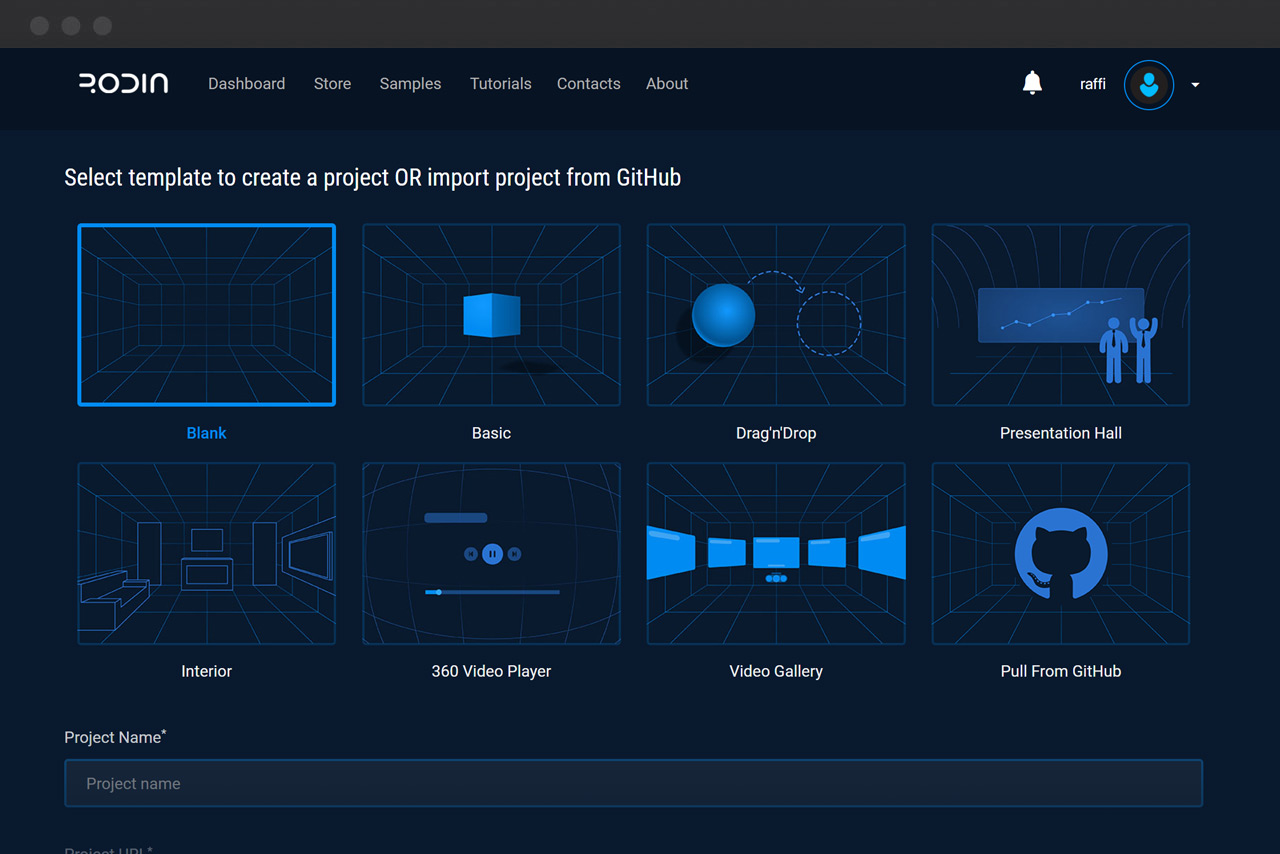 RODIN Dashboard Store Samples Tutorials Contacts About raffi
Select template to create a project OR import project from GitHub
Blank Basic Drag'n'Drop Presentation Hall
Interior 360 Video Player Video Gallery Pull From GitHub
Project Name*
Project name
Project URL*